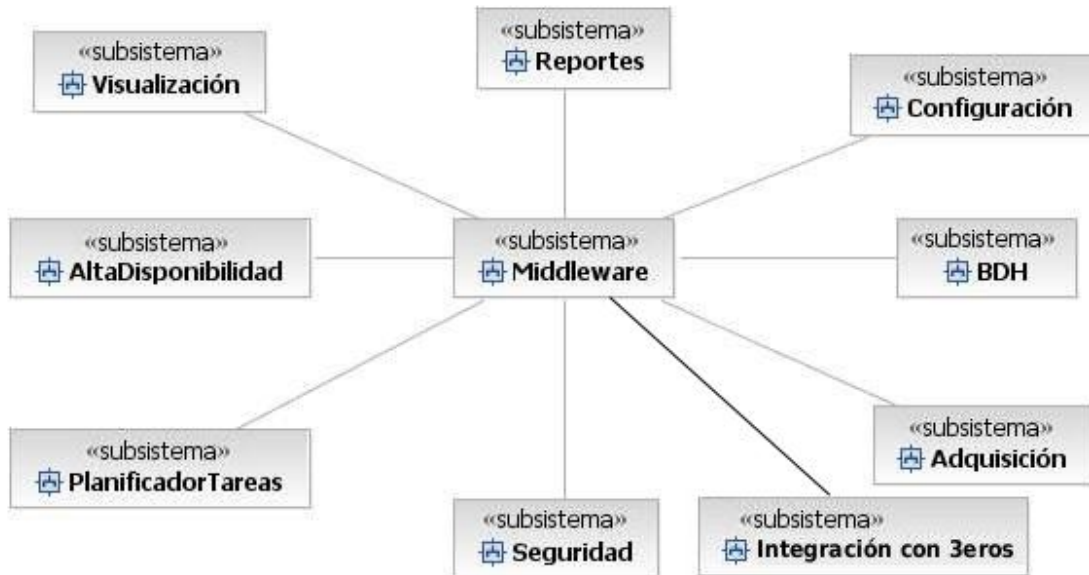 «subsistema»
Visualización
«subsistema»
Reportes
«subsistema»
Configuración
«subsistema»
AltaDisponibilidad
«subsistema»
Middleware
«subsistema»
BDH
«subsistema»
PlanificadorTareas
«subsistema»
Adquisición
«subsistema»
Seguridad
«subsistema»
Integración con 3eros